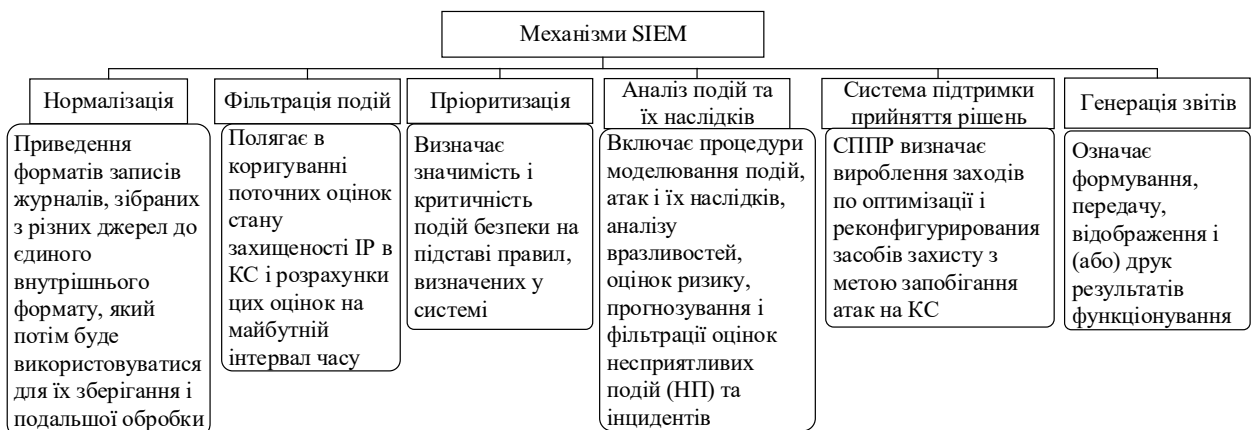 Механізми SIEM
Нормалізація
Приведення
форматів записів
журналів, зібраних
з різних джерел до
єдиного
внутрішнього
формату, який
потім буде
використовуватися
для їх зберігання і
подальшої обробки
Фільтрація подій
Полягає в
коригуванні
поточних оцінок
стану
захищеності ІР в
КС і розрахунки
цих оцінок на
майбутній
інтервал часу
Пріоритизація
Визначає
значимість і
критичність
подій безпеки на
підставі правил,
визначених у
системі
Аналіз подій та
їх наслідків
Включає процедури
моделювання подій,
атак і їх наслідків,
аналізу
вразливостей,
оцінок ризику,
прогнозування і
фільтрації оцінок
несприятливих
подій (НП) та
інцидентів
Система підтримки
прийняття рішень
СППР визначає
вироблення заходів
по оптимізації і
реконфигурирования
засобів захисту з
метою запобігання
атак на КС
Генерація звітів
Означає
формування,
передачу,
відображення і
(або) друк
результатів
функціонування